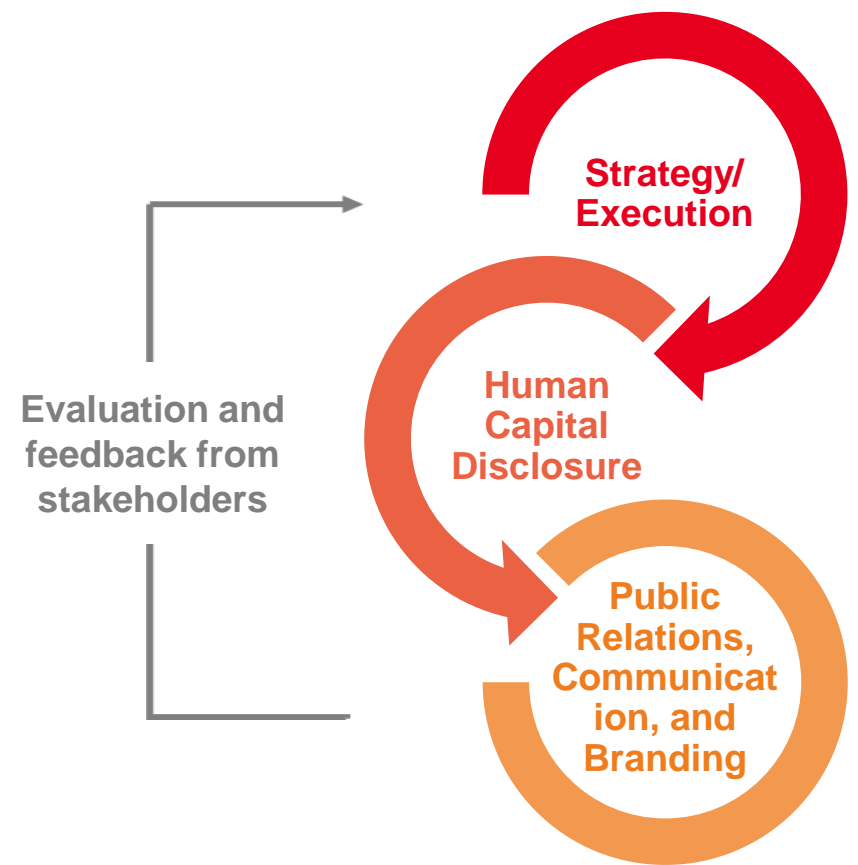 Strategy/
Execution
Human
Capital
Disclosure
Evaluation and
feedback from
stakeholders
Public
Relations,
Communicat
ion, and
Branding